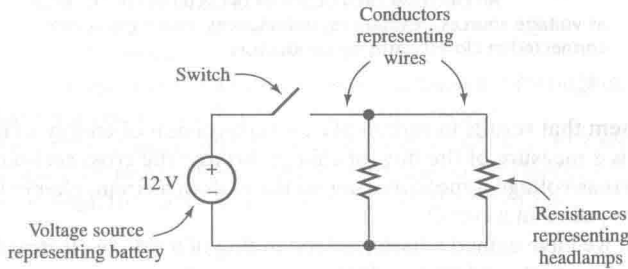 Conductors
representing
wires
Switch
12 V
+
−
Voltage source
representing battery
Resistances
representing
headlamps